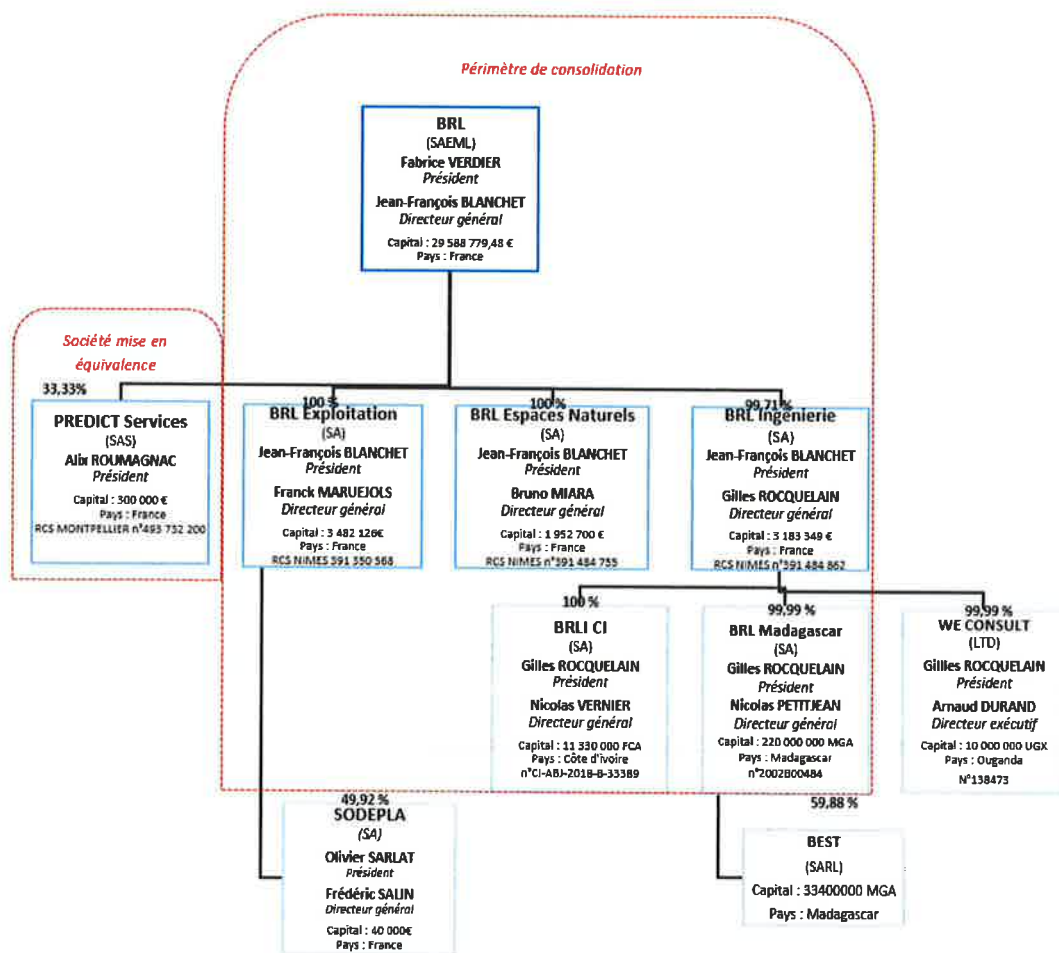 Périmètre de consolidation
BRL
(SAEML)
Fabrice VERDIER
Président
Jean-François BLANCHET
Directeur général
Capital : 29 588 779,48 €
Pays : France
Société mise en
équivalence
33,33%
PREDICT Services
(SAS)
Alix ROUMAGNAC
Président
Capital : 300 000 €
Pays : France
RCS MONTPELLIER n°493 732 200
100 %
BRL Exploitation
(SA)
Jean-François BLANCHET
Président
Franck MARUEJOLS
Directeur général
Capital : 3 482 126€
Pays : France
RCS NIMES 391 350 568
100%
BRL Espaces Naturels
(SA)
Jean-François BLANCHET
Président
Bruno MIARA
Directeur général
Capital : 1 952 700 €
Pays : France
RCS NIMES n°391 484 755
99,71 %
BRL Ingénierie
(SA)
Jean-François BLANCHET
Président
Gilles ROCQUELAIN
Directeur général
Capital : 3 183 349 €
Pays : France
RCS NIMES n°391 484 862
100 %
BRLI CI
(SA)
Gilles ROCQUELAIN
Président
Nicolas VERNIER
Directeur général
Capital : 11 330 000 FCA
Pays : Côte d'ivoire
n°CI-ABJ-2018-B-33389
99,99 %
BRL Madagascar
(SA)
Gilles ROCQUELAIN
Président
Nicolas PETITJEAN
Directeur général
Capital : 220 000 000 MGA
Pays : Madagascar
n°2002B00484
99,99 %
WE CONSULT
(LTD)
Gillles ROCQUELAIN
Président
Arnaud DURAND
Directeur exécutif
Capital : 10 000 000 UGX
Pays : Ouganda
N°138473
49,92 %
SODEPLA
(SA)
Olivier SARLAT
Président
Frédéric SALIN
Directeur général
Capital : 40 000€
Pays : France
59,88 %
BEST
(SARL)
Capital : 33400000 MGA
Pays : Madagascar